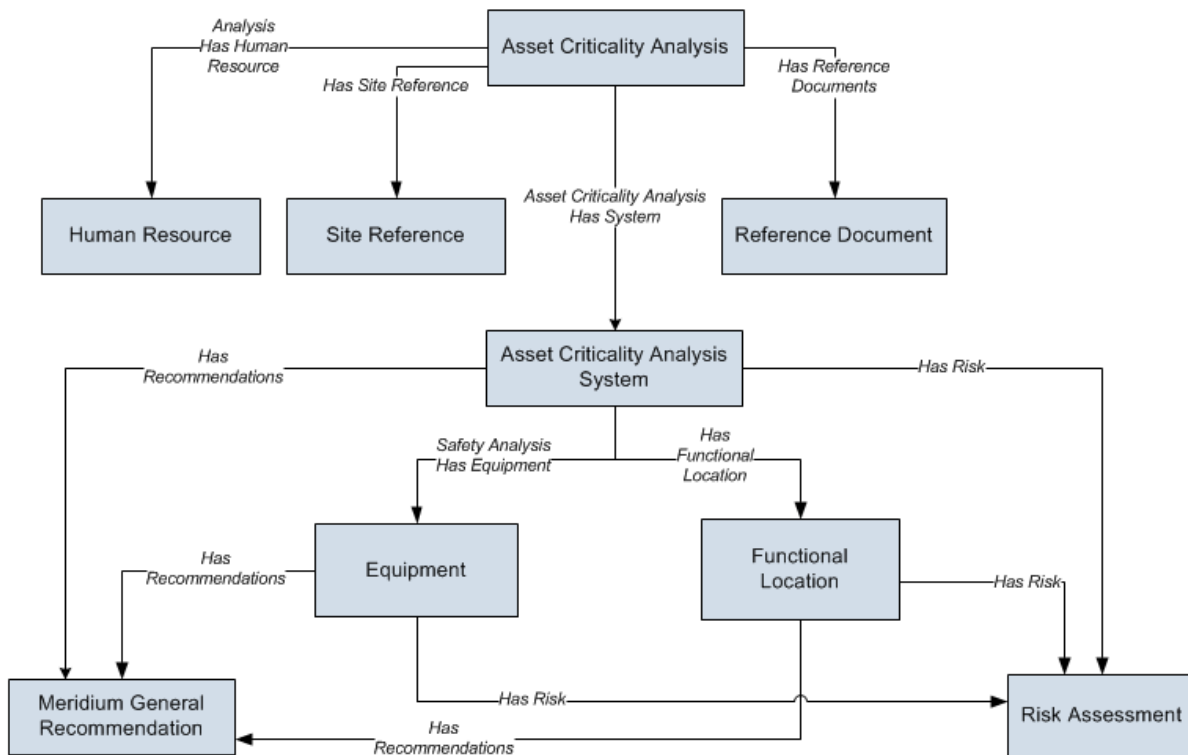 Analysis
Has Human
Resource
Asset Criticality Analysis
Has Site Reference
Has Reference
Documents
Human Resource
Site Reference
Asset Criticality Analysis
Has System
Reference Document
Has
Recommendations
Asset Criticality Analysis
System
Has Risk
Safety Analysis
Has Equipment
Has
Functional
Location
Has
Recommendations
Equipment
Functional
Location
Has Risk
Meridium General
Recommendation
Has Risk
Has
Recommendations
Risk Assessment